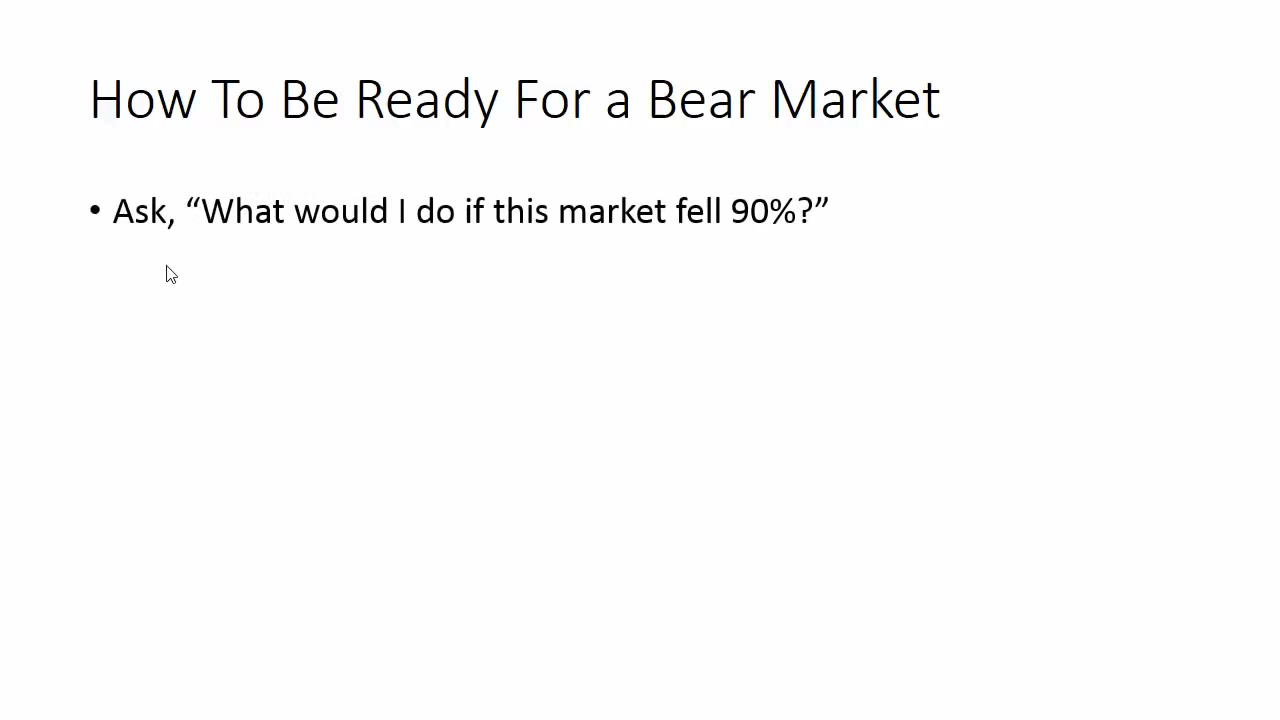 How To Be Ready For a Bear Market
• Ask, “What would I do if this market fell 90%?”